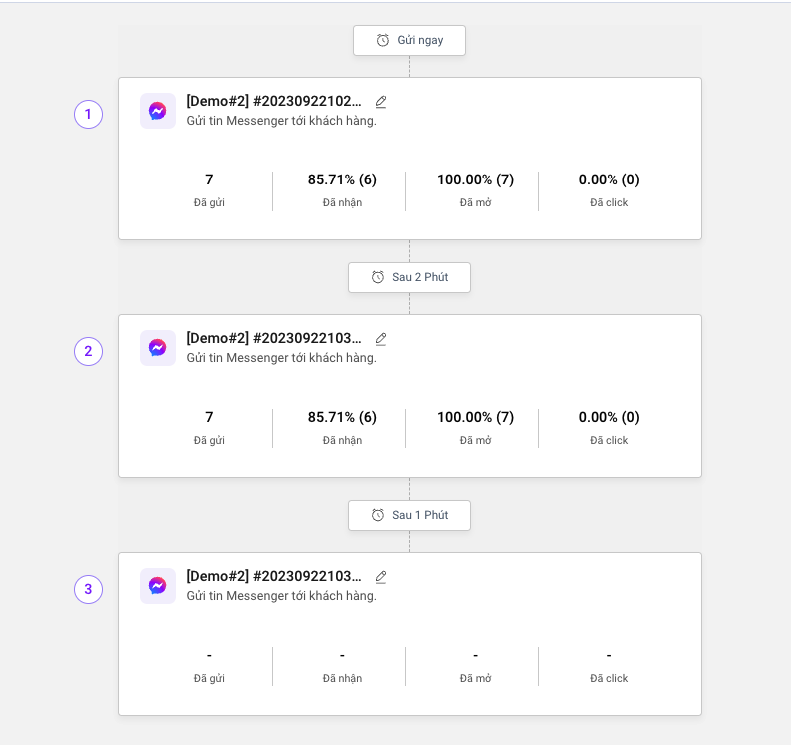 Gửi ngay
1
[Demo#2] #20230922102...
Gửi tin Messenger tới khách hàng.
7 85.71% (6) 100.00% (7) 0.00% (0)
Đã gửi Đã nhận Đã mở Đã click
Sau 2 Phút
2
[Demo#2] #20230922103...
Gửi tin Messenger tới khách hàng.
7 85.71% (6) 100.00% (7) 0.00% (0)
Đã gửi Đã nhận Đã mở Đã click
Sau 1 Phút
3
[Demo#2] #20230922103...
Gửi tin Messenger tới khách hàng.
- - - -
Đã gửi Đã nhận Đã mở Đã click